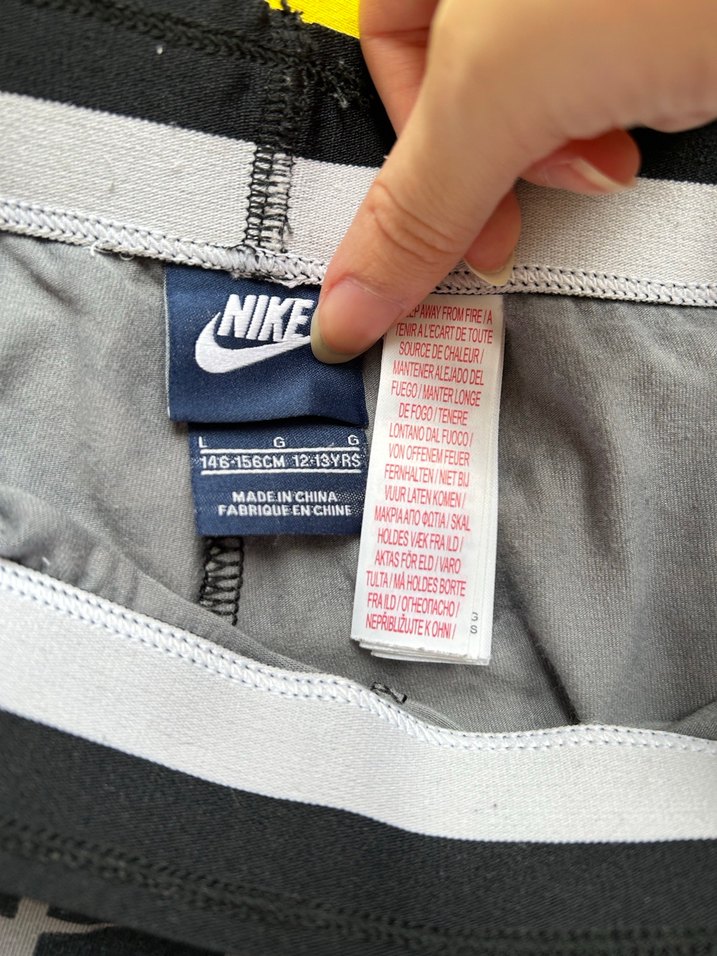 NIKE
L G G
146-156CM 12-13YRS
MADE IN CHINA
FABRIQUE EN CHINE
AWAY FROM FIRE / A
TENIR A L'ECART DE TOUTE
SOURCE DE CHALEUR /
MANTENER ALEJADO DEL
FUEGO / MANTER LONGE
DE FOGO / TENERE
LONTANO DAL FUOCO /
VON OFFENEM FEUER
FERNHALTEN / NIET BIJ
VUUR LATEN KOMEN /
ΜΑΚΡΙΑ ΑΠΟ ΦΩΤΙΑ / SKAL
HOLDES VÆK FRA ILD /
AKTAS FÖR ELD / VARO
TULTA / MÅ HOLDES BORTE
FRA ILD / ОГНЕОПАСНО /
NEPŘIBLIŽUJTE K OHNI /
G
S